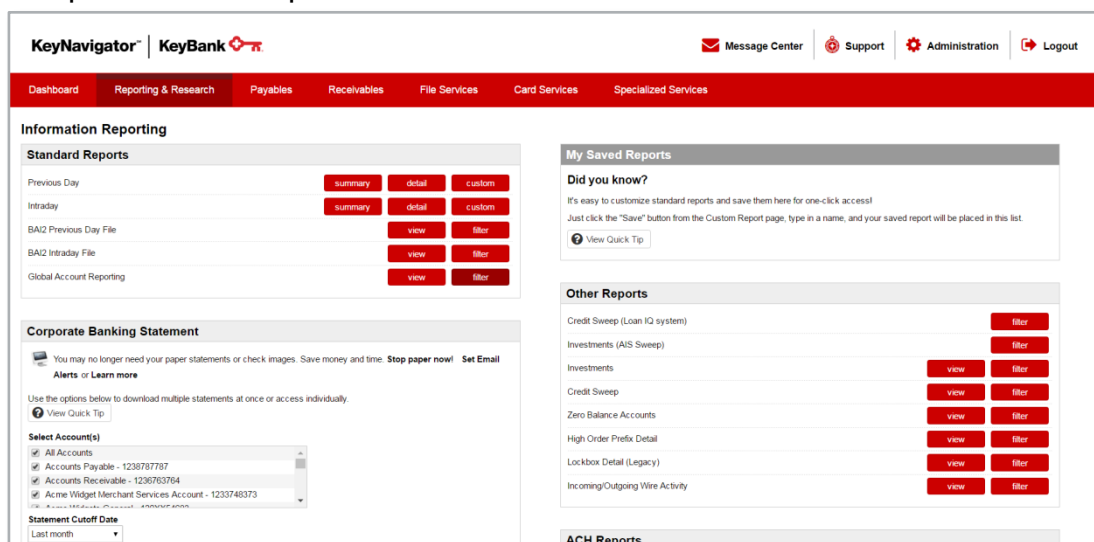 KeyNavigator™ | KeyBank
Message Center
Support
Administration
Logout
Dashboard Reporting & Research Payables Receivables File Services Card Services Specialized Services
Information Reporting
Standard Reports
Previous Day summary detail custom
Intraday summary detail custom
BAI2 Previous Day File view filter
BAI2 Intraday File view filter
Global Account Reporting view filter
Corporate Banking Statement
You may no longer need your paper statements or check images. Save money and time. Stop paper now! Set Email
Alerts or Learn more
Use the options below to download multiple statements at once or access individually.
View Quick Tip
Select Account(s)
All Accounts
Accounts Payable - 1238787787
Accounts Receivable - 1236763764
Acme Widget Merchant Services Account - 1233748373
Statement Cutoff Date
Last month
My Saved Reports
Did you know?
It's easy to customize standard reports and save them here for one-click access!
Just click the "Save" button from the Custom Report page, type in a name, and your saved report will be placed in this list.
View Quick Tip
Other Reports
Credit Sweep (Loan IQ system) filter
Investments (AIS Sweep) filter
Investments view filter
Credit Sweep view filter
Zero Balance Accounts view filter
High Order Prefix Detail view filter
Lockbox Detail (Legacy) view filter
Incoming/Outgoing Wire Activity view filter
ACH Reports